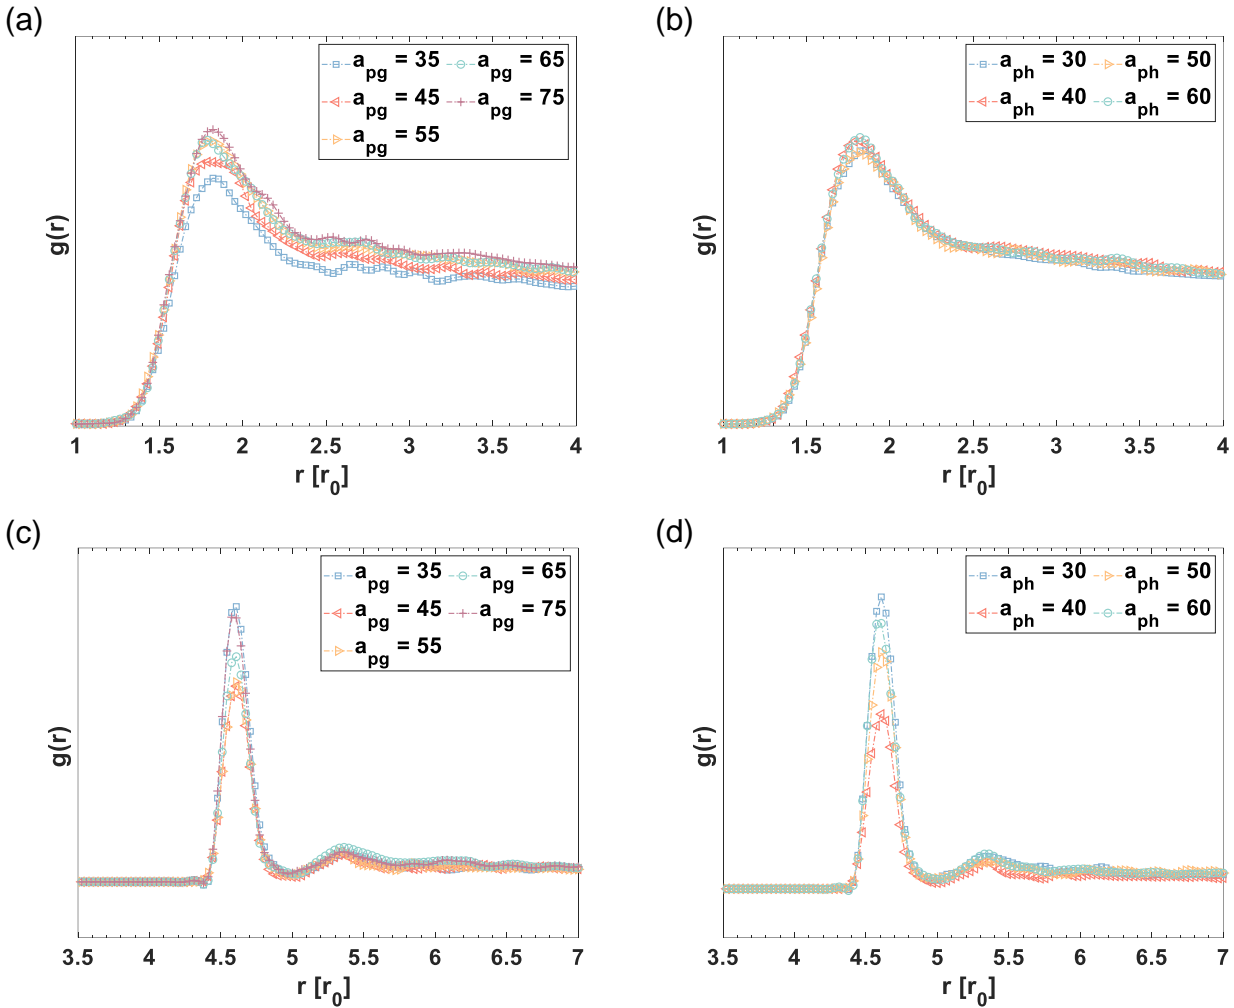 (a)
a_pg = 35 a_pg = 65
a_pg = 45 a_pg = 75
a_pg = 55
g(r)
1 1.5 2 2.5 3 3.5 4
r [r_0]
(b)
a_ph = 30 a_ph = 50
a_ph = 40 a_ph = 60
g(r)
1 1.5 2 2.5 3 3.5 4
r [r_0]
(c)
a_pg = 35 a_pg = 65
a_pg = 45 a_pg = 75
a_pg = 55
g(r)
3.5 4 4.5 5 5.5 6 6.5 7
r [r_0]
(d)
a_ph = 30 a_ph = 50
a_ph = 40 a_ph = 60
g(r)
3.5 4 4.5 5 5.5 6 6.5 7
r [r_0]